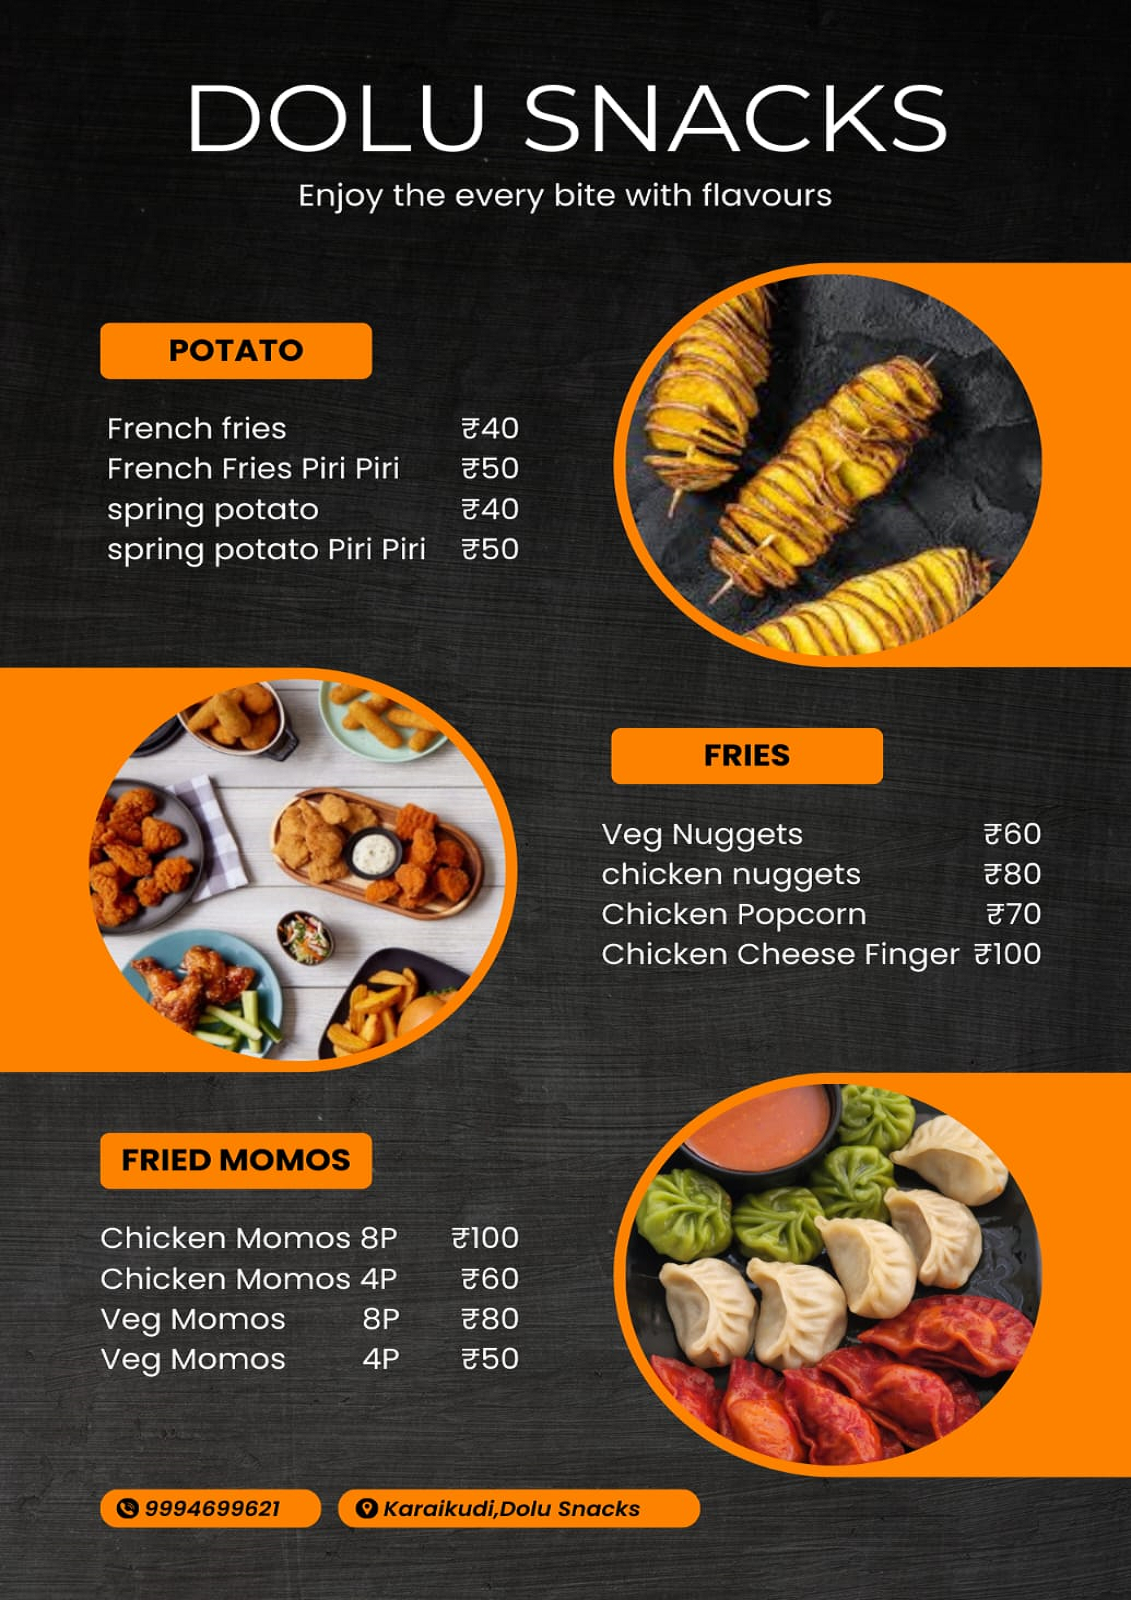 DOLU SNACKS
Enjoy the every bite with flavours
POTATO
French fries ₹40
French Fries Piri Piri ₹50
spring potato ₹40
spring potato Piri Piri ₹50
FRIES
Veg Nuggets ₹60
chicken nuggets ₹80
Chicken Popcorn ₹70
Chicken Cheese Finger ₹100
FRIED MOMOS
Chicken Momos 8P ₹100
Chicken Momos 4P ₹60
Veg Momos 8P ₹80
Veg Momos 4P ₹50
9994699621
Karaikudi,Dolu Snacks